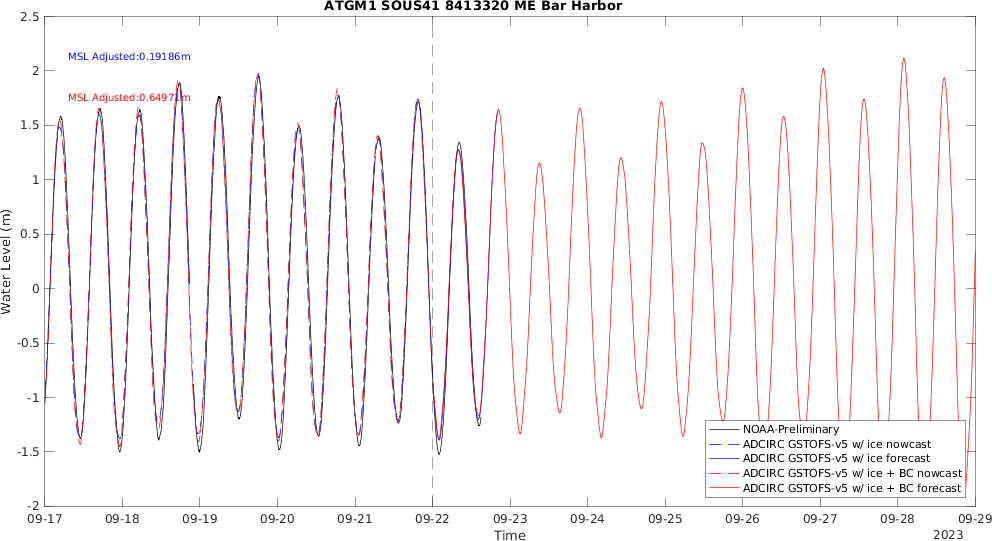 ATGM1 SOUS41 8413320 ME Bar Harbor
2.5
2
1.5
1
0.5
0
-0.5
-1
-1.5
-2
Water Level (m)
MSL Adjusted:0.19186m
MSL Adjusted:0.64971m
NOAA-Preliminary
ADCIRC GSTOFS-v5 w/ ice nowcast
ADCIRC GSTOFS-v5 w/ ice forecast
ADCIRC GSTOFS-v5 w/ ice + BC nowcast
ADCIRC GSTOFS-v5 w/ ice + BC forecast
09-17 09-18 09-19 09-20 09-21 09-22 09-23 09-24 09-25 09-26 09-27 09-28 09-29
Time
2023